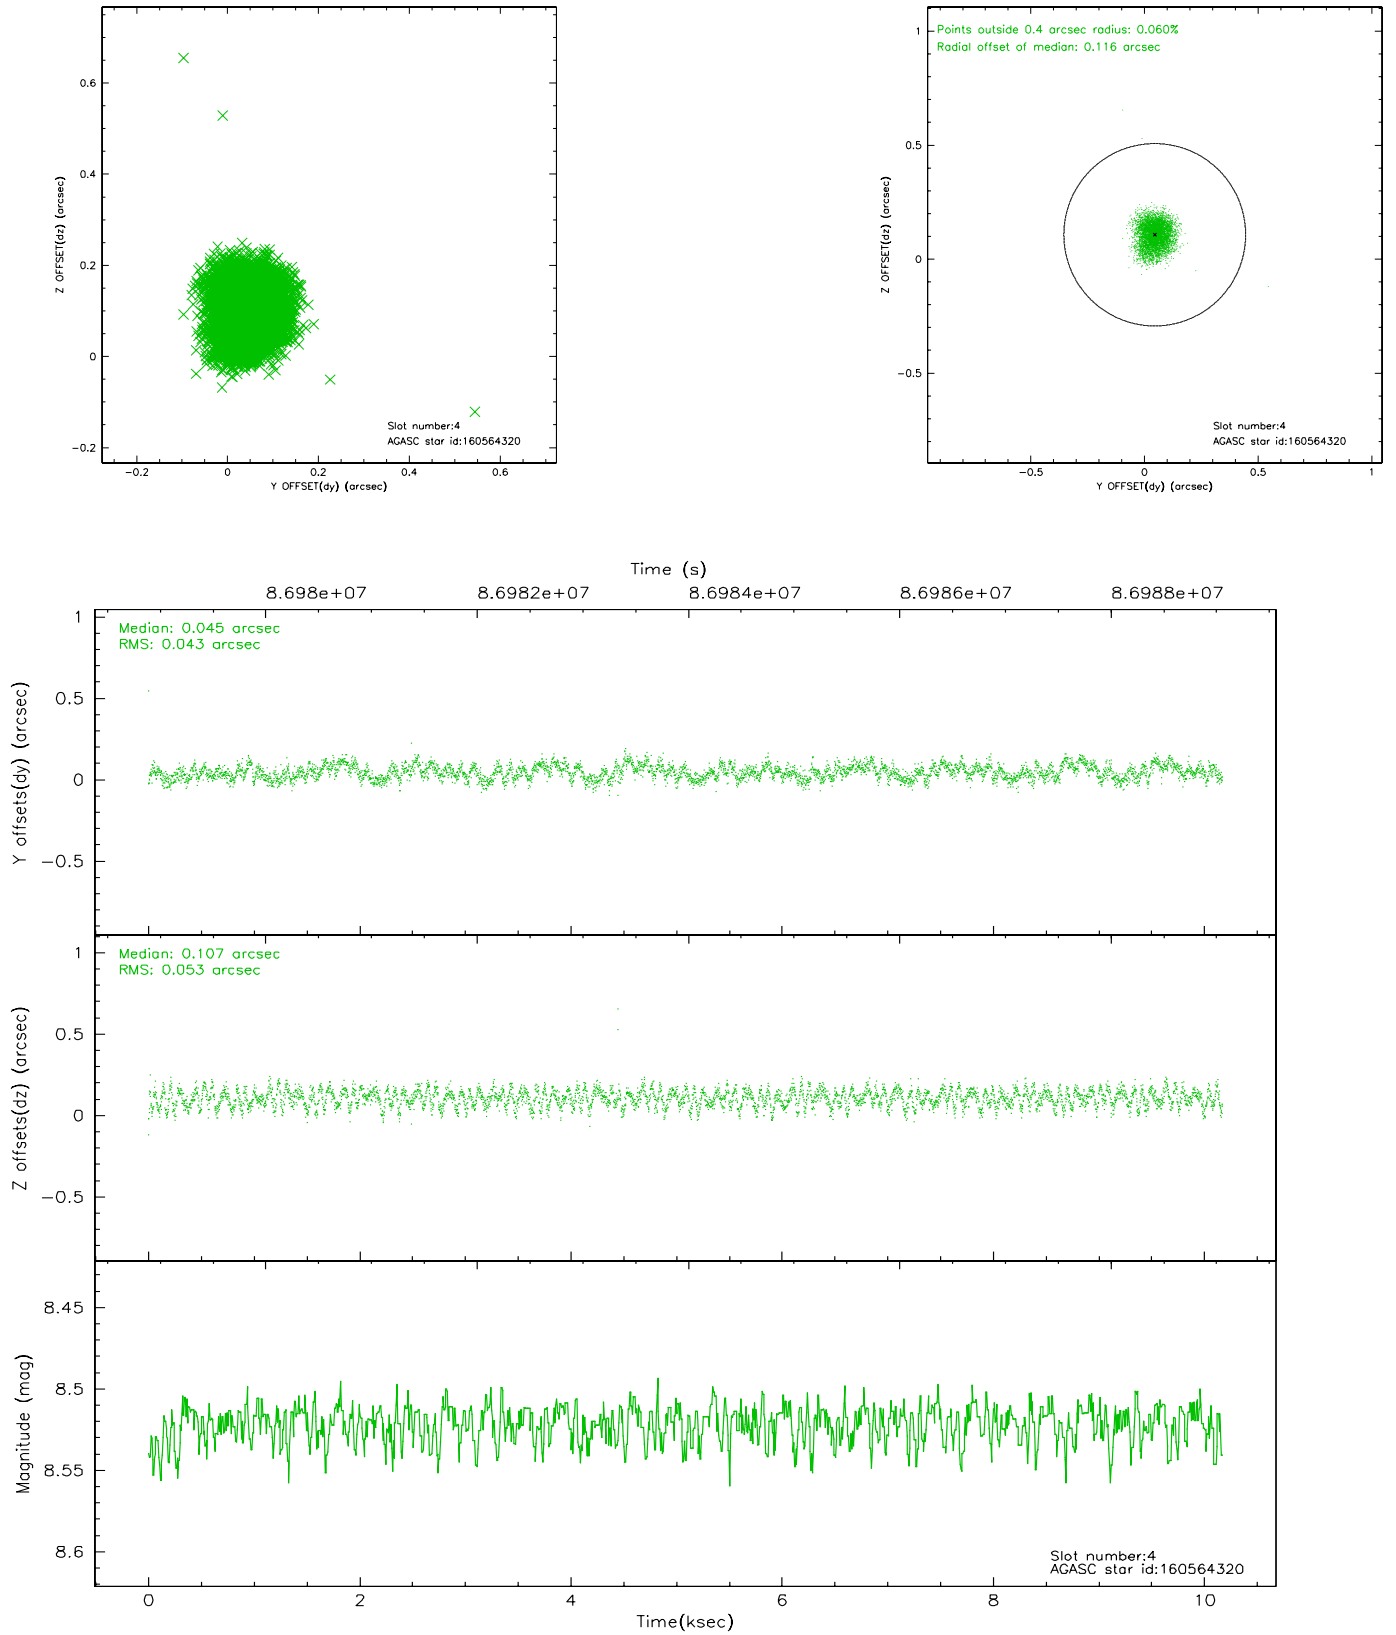 0.6
0.4
0.2
0
−0.2
Z OFFSET(dz) (arcsec)
Slot number:4
AGASC star id:160564320
−0.2 0 0.2 0.4 0.6
Y OFFSET(dy) (arcsec)
Points outside 0.4 arcsec radius: 0.060%
Radial offset of median: 0.116 arcsec
1
0.5
0
−0.5
Z OFFSET(dz) (arcsec)
Slot number:4
AGASC star id:160564320
−0.5 0 0.5 1
Y OFFSET(dy) (arcsec)
Time (s)
8.698e+07 8.6982e+07 8.6984e+07 8.6986e+07 8.6988e+07
Median: 0.045 arcsec
RMS: 0.043 arcsec
1
0.5
0
−0.5
Y offsets(dy) (arcsec)
Median: 0.107 arcsec
RMS: 0.053 arcsec
1
0.5
0
−0.5
Z offsets(dz) (arcsec)
8.45
8.5
8.55
8.6
Magnitude (mag)
Slot number:4
AGASC star id:160564320
0 2 4 6 8 10
Time(ksec)